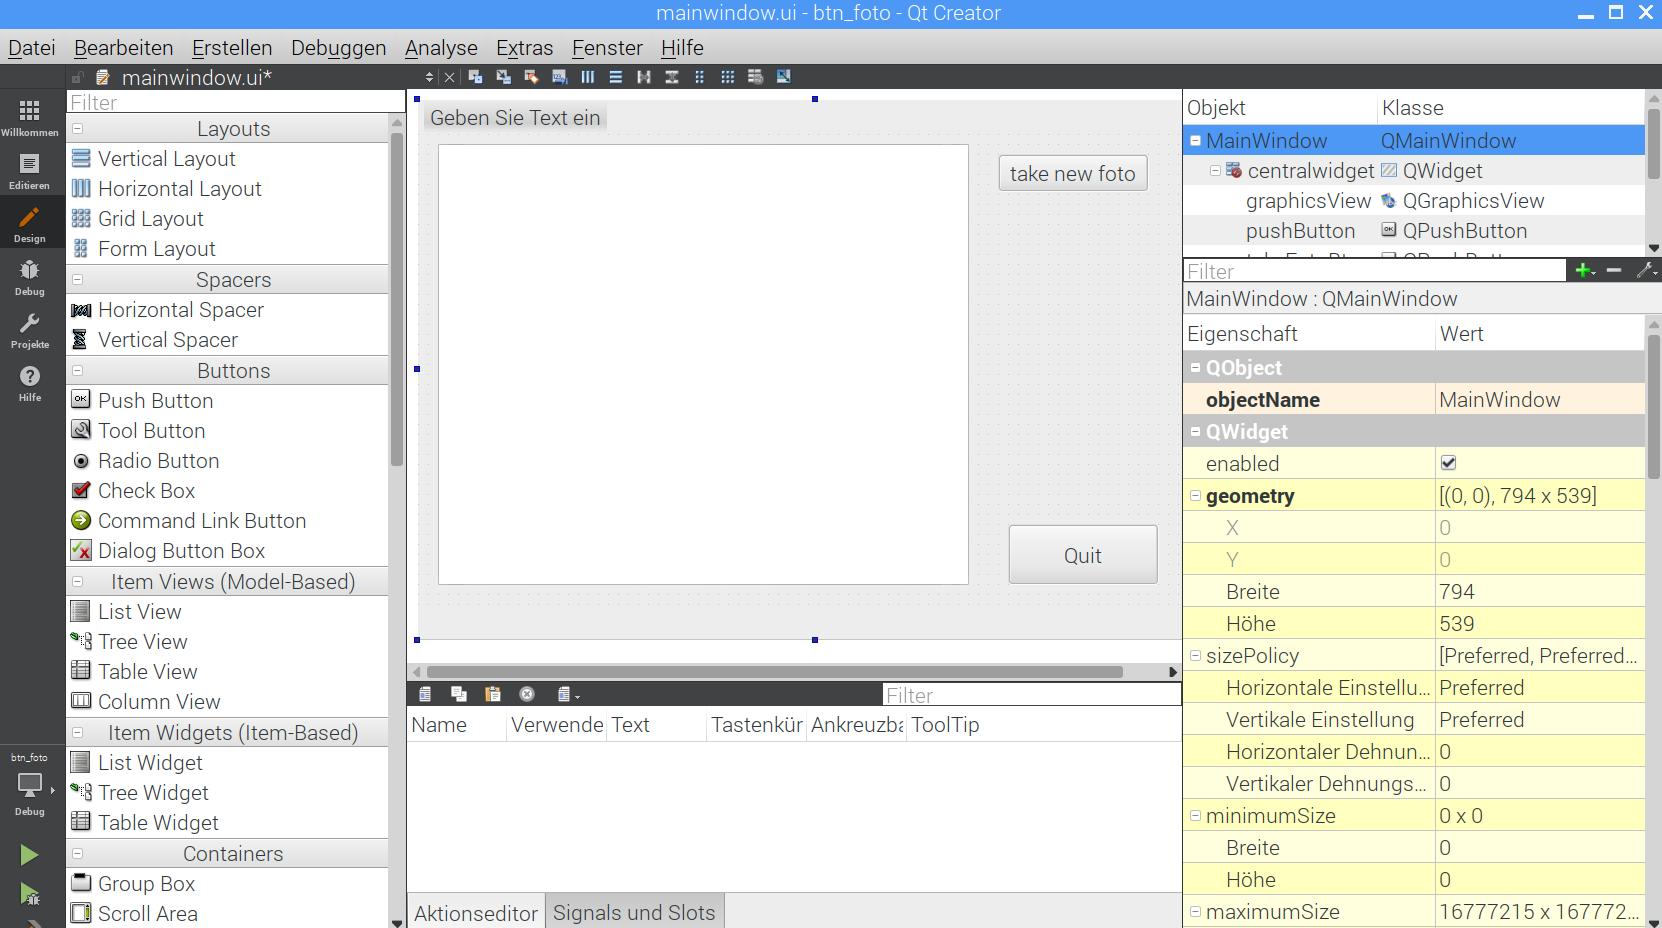 mainwindow.ui - btn_foto - Qt Creator
Datei Bearbeiten Erstellen Debuggen Analyse Extras Fenster Hilfe
mainwindow.ui*
Willkommen
Editieren
Design
Debug
Projekte
Hilfe
btn_foto
Debug
Filter
Layouts
Vertical Layout
Horizontal Layout
Grid Layout
Form Layout
Spacers
Horizontal Spacer
Vertical Spacer
Buttons
Push Button
Tool Button
Radio Button
Check Box
Command Link Button
Dialog Button Box
Item Views (Model-Based)
List View
Tree View
Table View
Column View
Item Widgets (Item-Based)
List Widget
Tree Widget
Table Widget
Containers
Group Box
Scroll Area
Geben Sie Text ein
take new foto
Quit
Filter
Name Verwende Text Tastenkür Ankreuzba ToolTip
Aktionseditor Signals und Slots
Objekt Klasse
MainWindow QMainWindow
centralwidget QWidget
graphicsView QGraphicsView
pushButton QPushButton
Filter
MainWindow : QMainWindow
Eigenschaft Wert
QObject
objectName MainWindow
QWidget
enabled
geometry [(0, 0), 794 x 539]
X 0
Y 0
Breite 794
Höhe 539
sizePolicy [Preferred, Preferred...
Horizontale Einstellu... Preferred
Vertikale Einstellung Preferred
Horizontaler Dehnun... 0
Vertikaler Dehnungs... 0
minimumSize 0 x 0
Breite 0
Höhe 0
maximumSize 16777215 x 167772...